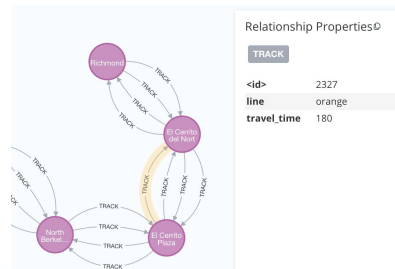 Relationship Properties
TRACK
<id> 2327
line orange
travel_time 180
Richmond
TRACK
TRACK
TRACK
TRACK
El Cerrito
del Nort
TRACK
TRACK
TRACK
TRACK
TRACK
TRACK
TRACK
TRACK
TRACK
TRACK
North
Berkel...
El Cerrito
Plaza